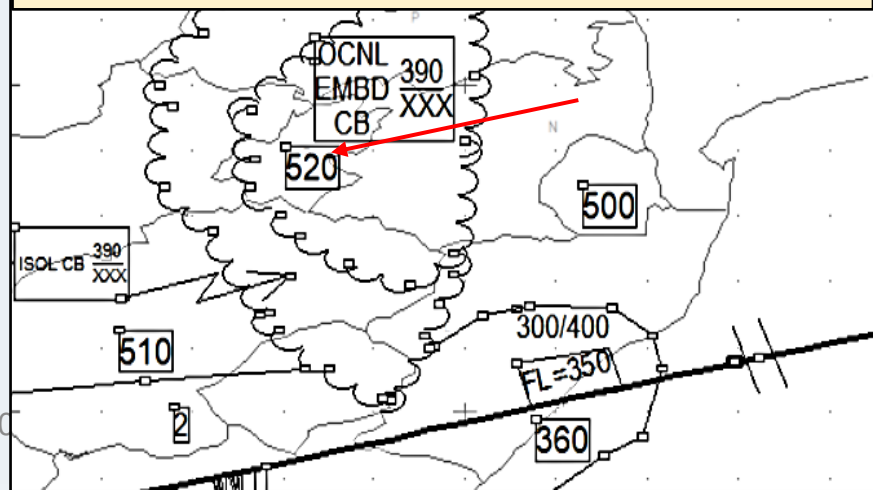 P
OCNL
EMBD 390
CB XXX
N
520
500
ISOL CB 390
XXX
300/400
510
FL=350
2
360